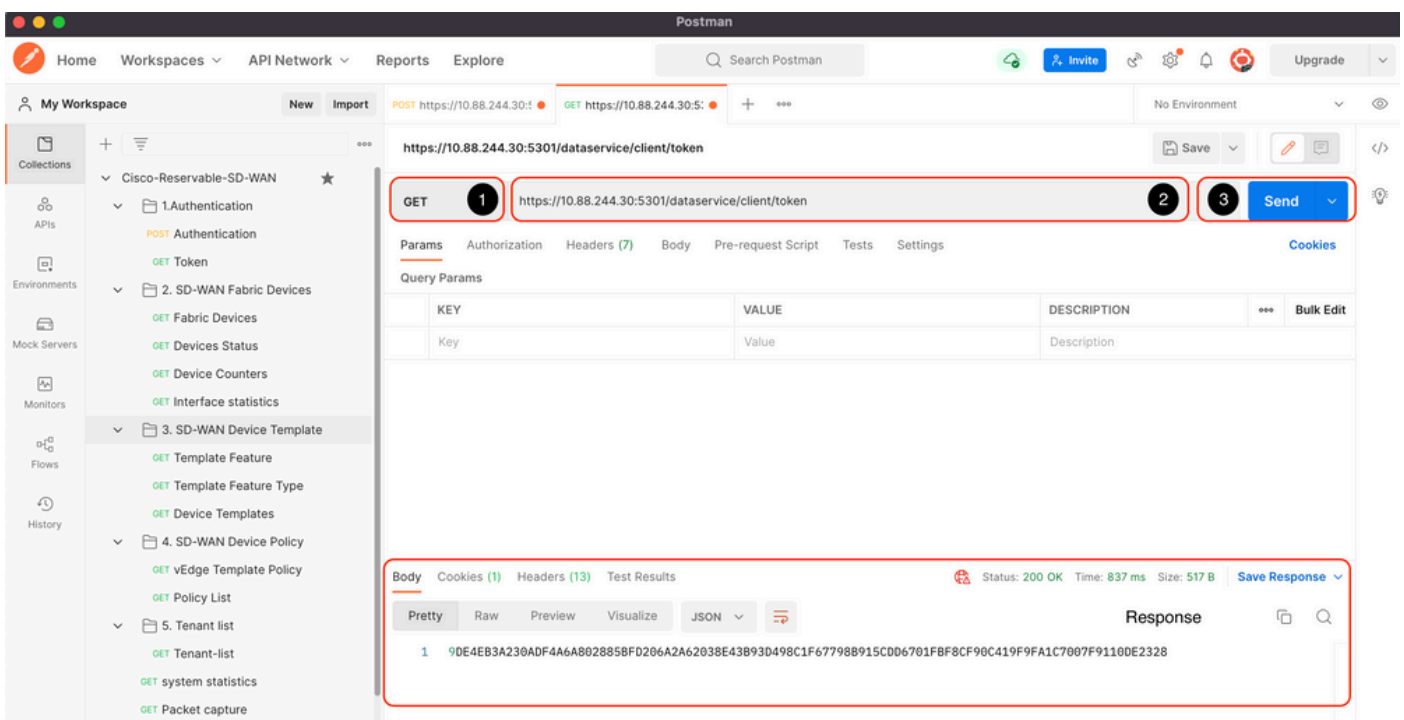 Postman
Home Workspaces API Network Reports Explore Search Postman Invite Upgrade
My Workspace New Import
POST https://10.88.244.30:5 GET https://10.88.244.30:53 No Environment
https://10.88.244.30:5301/dataservice/client/token Save
GET 1 https://10.88.244.30:5301/dataservice/client/token 2 3 Send
Params Authorization Headers (7) Body Pre-request Script Tests Settings Cookies
Query Params
KEY VALUE DESCRIPTION Bulk Edit
Key Value Description
Collections
APIs
Environments
Mock Servers
Monitors
Flows
History
Cisco-Reservable-SD-WAN
1.Authentication
POST Authentication
GET Token
2. SD-WAN Fabric Devices
GET Fabric Devices
GET Devices Status
GET Device Counters
GET Interface statistics
3. SD-WAN Device Template
GET Template Feature
GET Template Feature Type
GET Device Templates
4. SD-WAN Device Policy
GET vEdge Template Policy
GET Policy List
5. Tenant list
GET Tenant-list
GET system statistics
GET Packet capture
Body Cookies (1) Headers (13) Test Results Status: 200 OK Time: 837 ms Size: 517 B Save Response
Pretty Raw Preview Visualize JSON Response
1 9DE4EB3A230ADF4A6A802885BFD206A2A62038E43B93D498C1F67798B915CDD6701FBF8CF90C419F9FA1C7007F9110DE2328